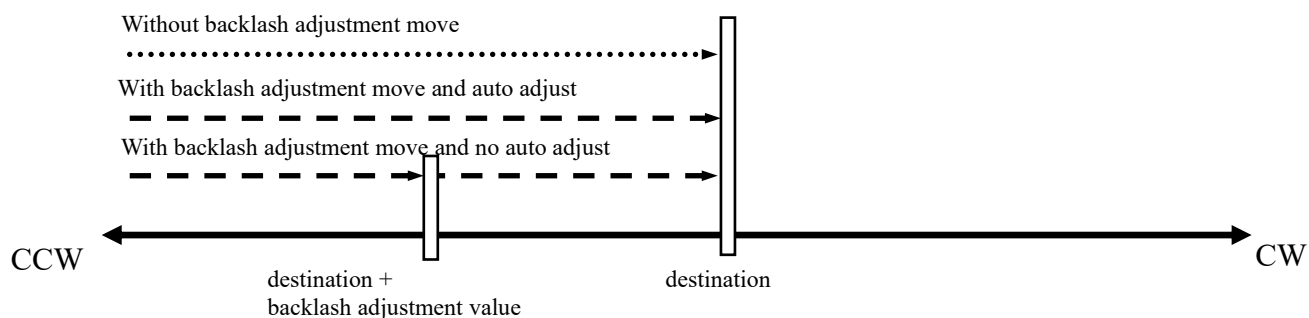 Without backlash adjustment move
With backlash adjustment move and auto adjust
With backlash adjustment move and no auto adjust
CCW
CW
destination +
backlash adjustment value
destination